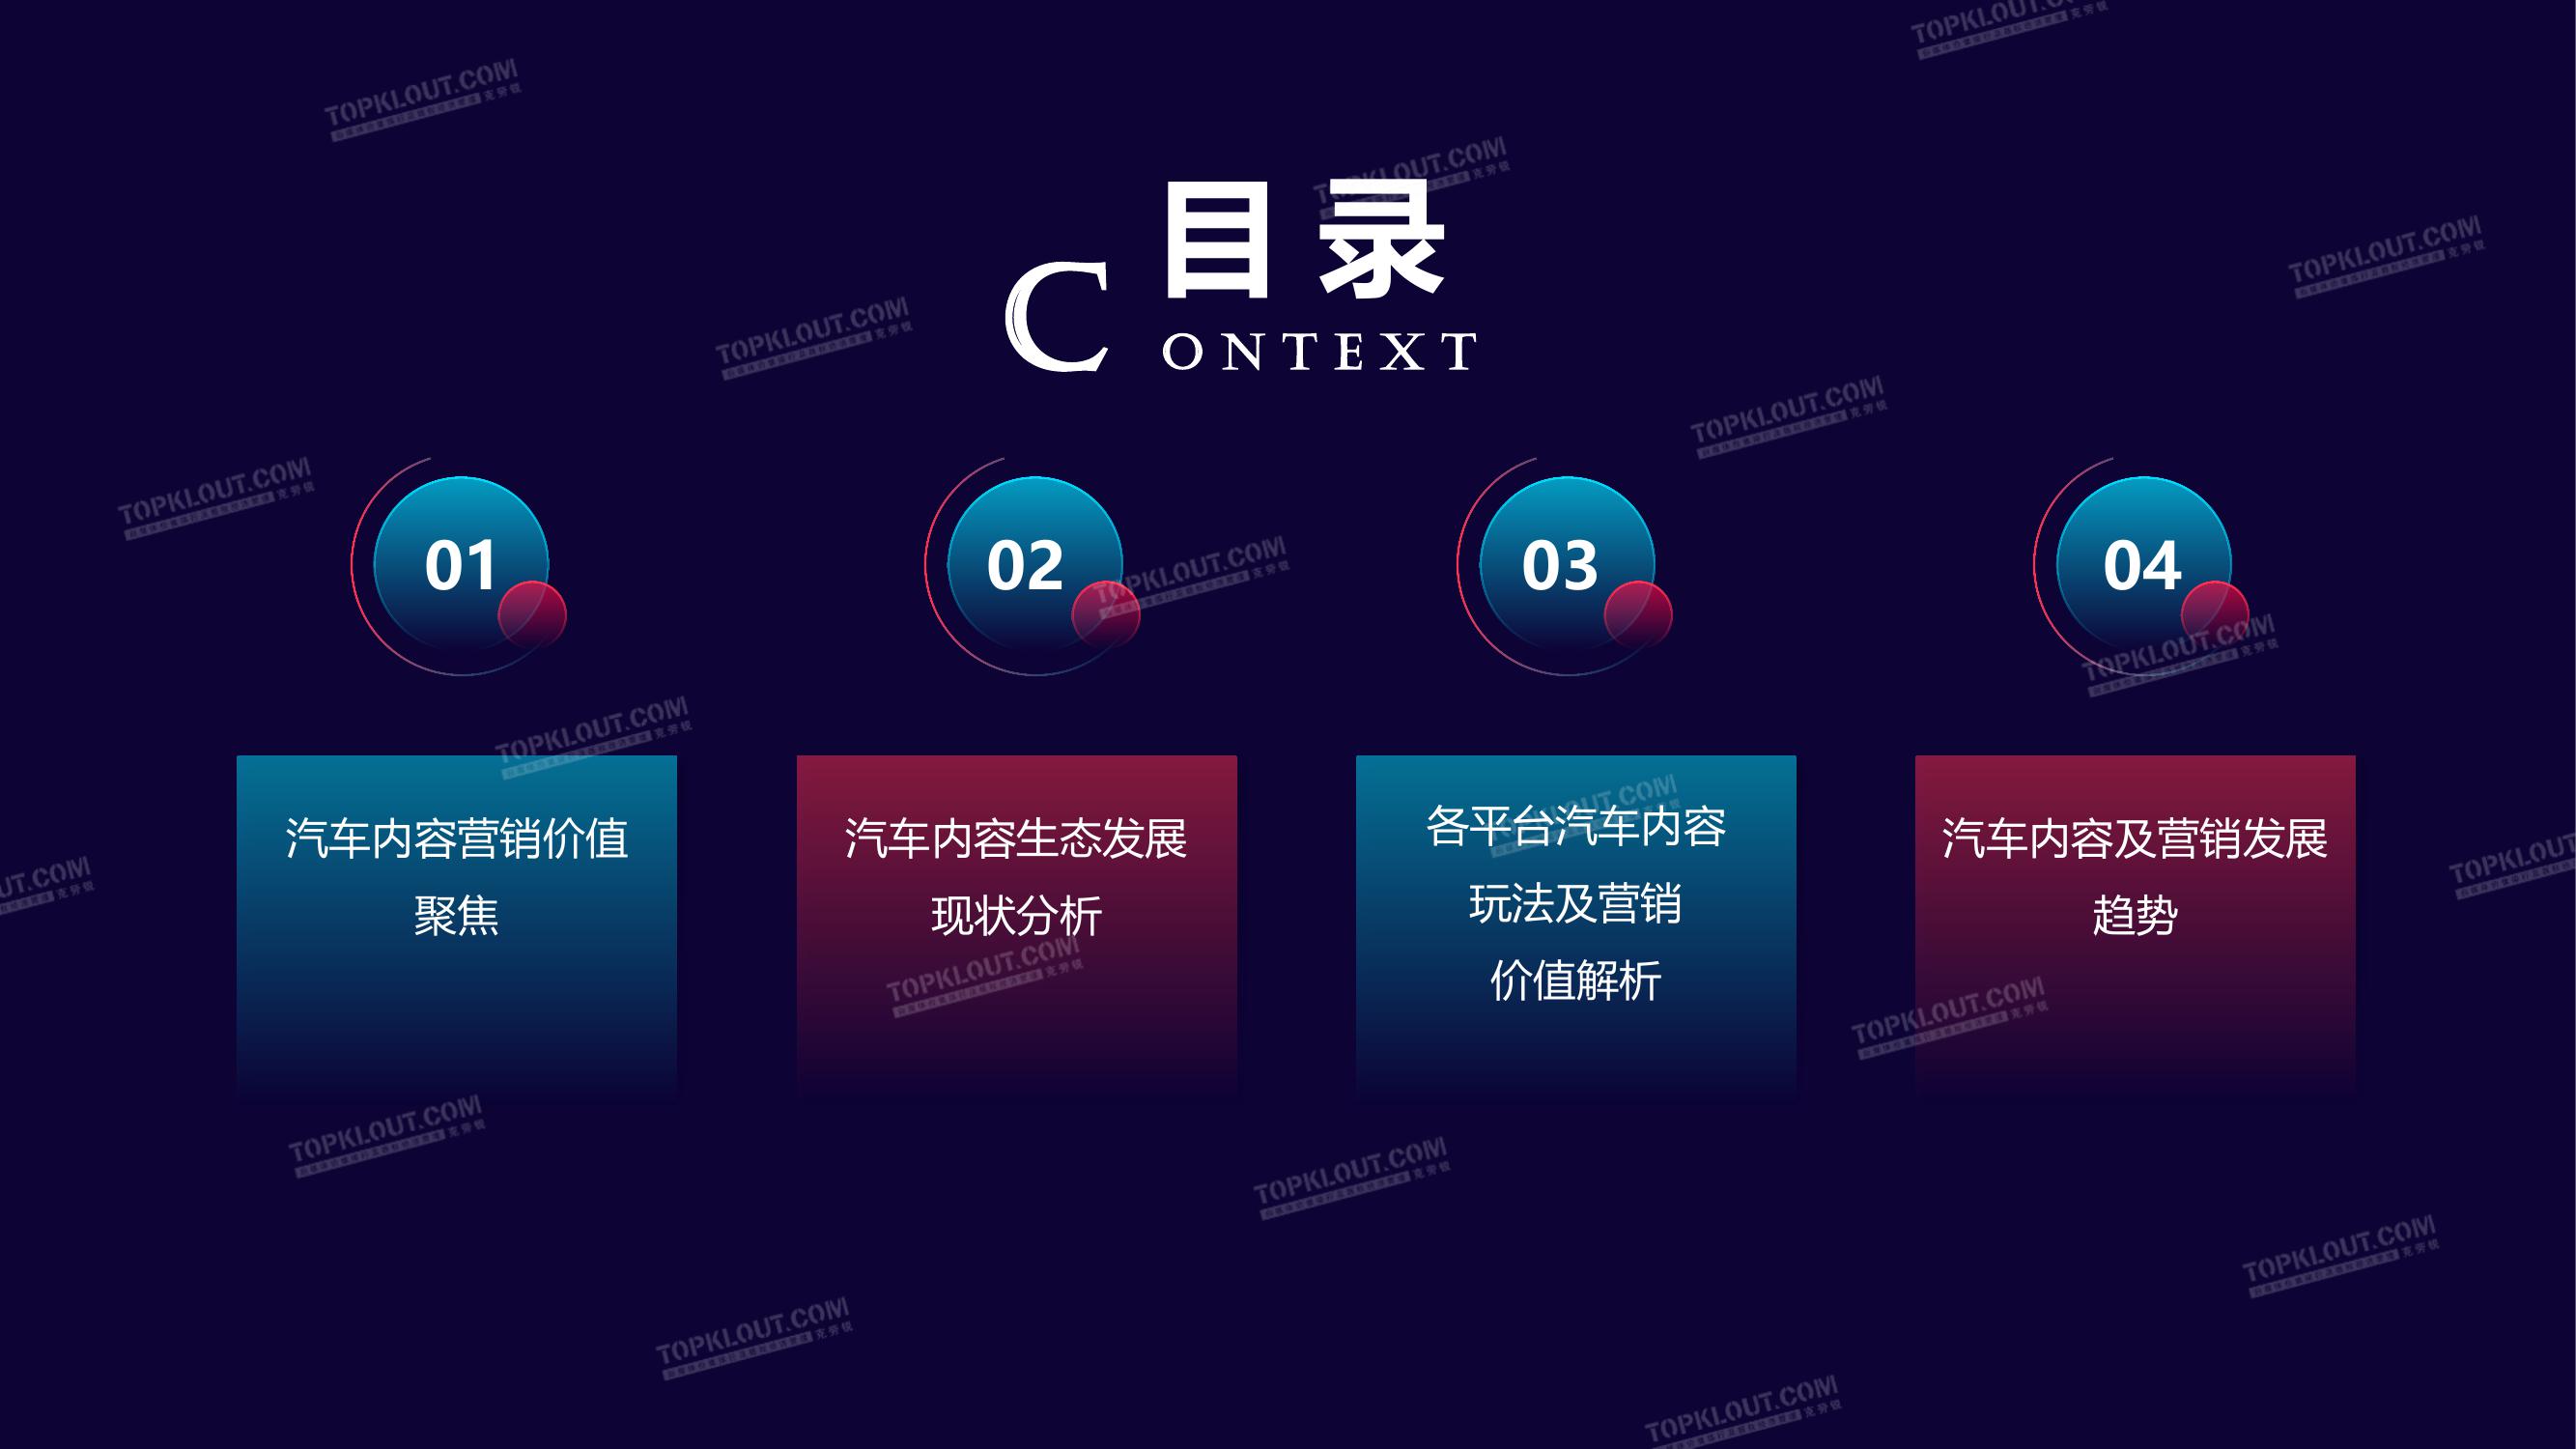 目录
CONTEXT
01
汽车内容营销价值
聚焦
02
汽车内容生态发展
现状分析
03
各平台汽车内容
玩法及营销
价值解析
04
汽车内容及营销发展
趋势
TOPKLOUT.COM
克劳锐